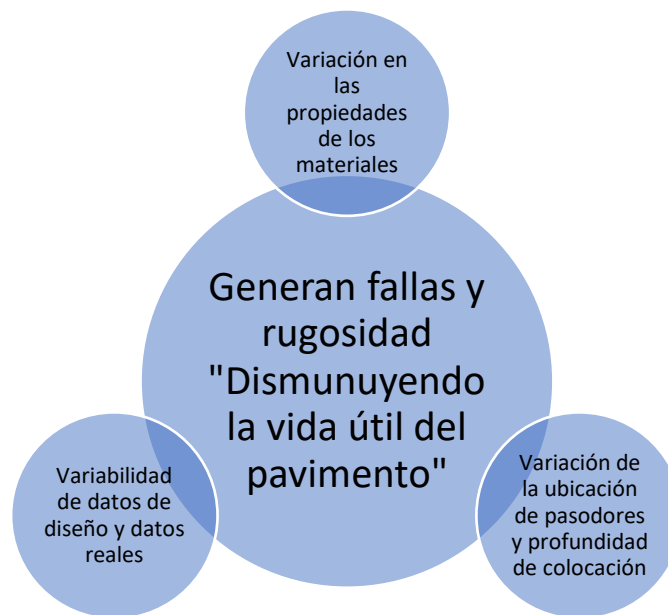 Variación en
las
propiedades
de los
materiales
Generan fallas y
rugosidad
"Dismunuyendo
la vida útil del
pavimento"
Variabilidad
de datos de
diseño y datos
reales
Variación de
la ubicación
de pasodores
y profundidad
de colocación